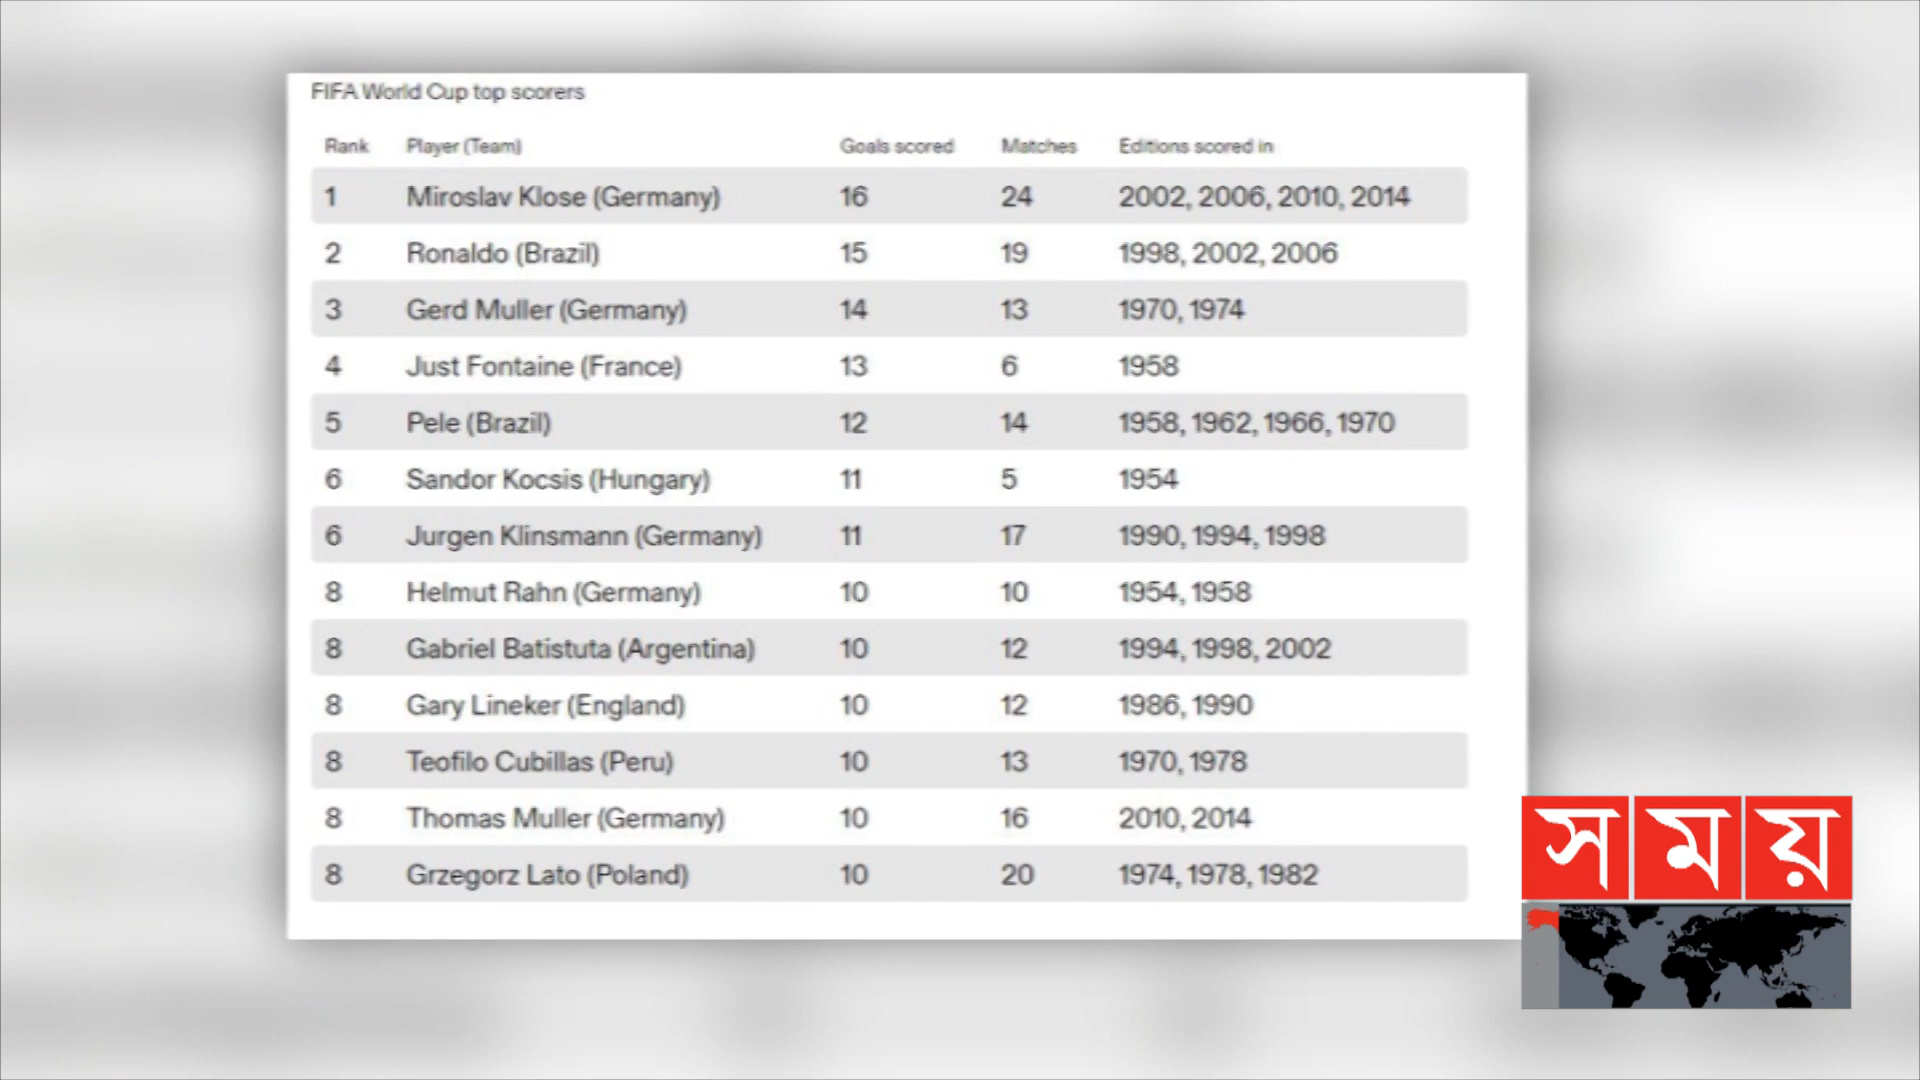 FIFA World Cup top scorers
Rank Player (Team) Goals scored Matches Editions scored in
1 Miroslav Klose (Germany) 16 24 2002, 2006, 2010, 2014
2 Ronaldo (Brazil) 15 19 1998, 2002, 2006
3 Gerd Muller (Germany) 14 13 1970, 1974
4 Just Fontaine (France) 13 6 1958
5 Pele (Brazil) 12 14 1958, 1962, 1966, 1970
6 Sandor Kocsis (Hungary) 11 5 1954
6 Jurgen Klinsmann (Germany) 11 17 1990, 1994, 1998
8 Helmut Rahn (Germany) 10 10 1954, 1958
8 Gabriel Batistuta (Argentina) 10 12 1994, 1998, 2002
8 Gary Lineker (England) 10 12 1986, 1990
8 Teofilo Cubillas (Peru) 10 13 1970, 1978
8 Thomas Muller (Germany) 10 16 2010, 2014
8 Grzegorz Lato (Poland) 10 20 1974, 1978, 1982
সময়